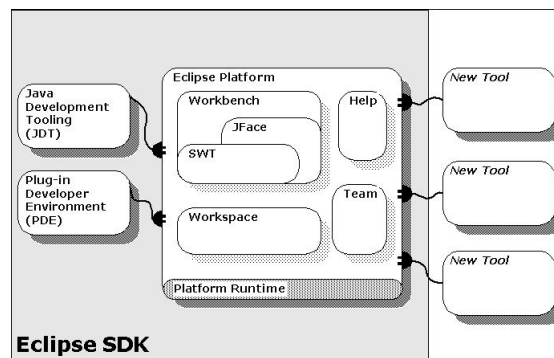 Java
Development
Tooling
(JDT)
Plug-in
Developer
Environment
(PDE)
Eclipse Platform
Workbench
JFace
SWT
Workspace
Help
Team
Platform Runtime
New Tool
New Tool
New Tool
Eclipse SDK